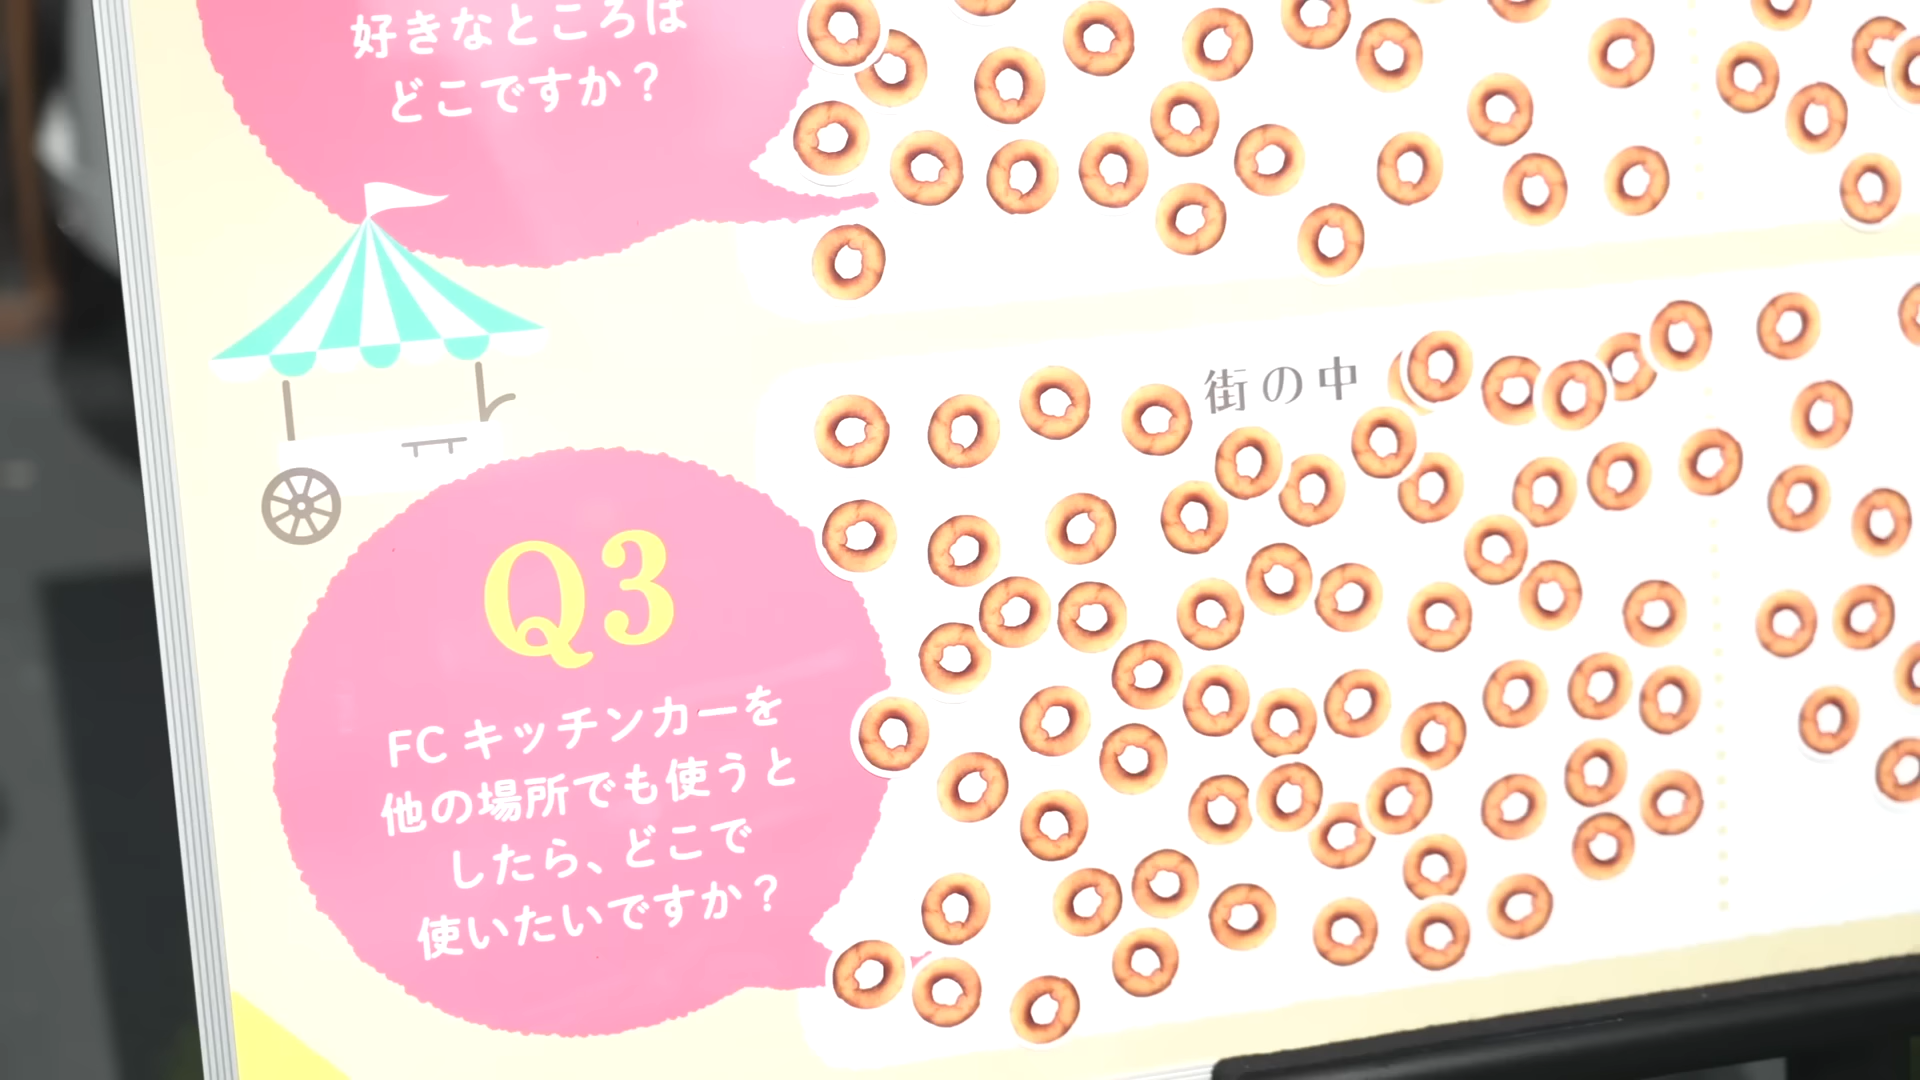 好きなところは
どこですか？
街の中
Q3
FCキッチンカーを
他の場所でも使うと
したら、どこで
使いたいですか？